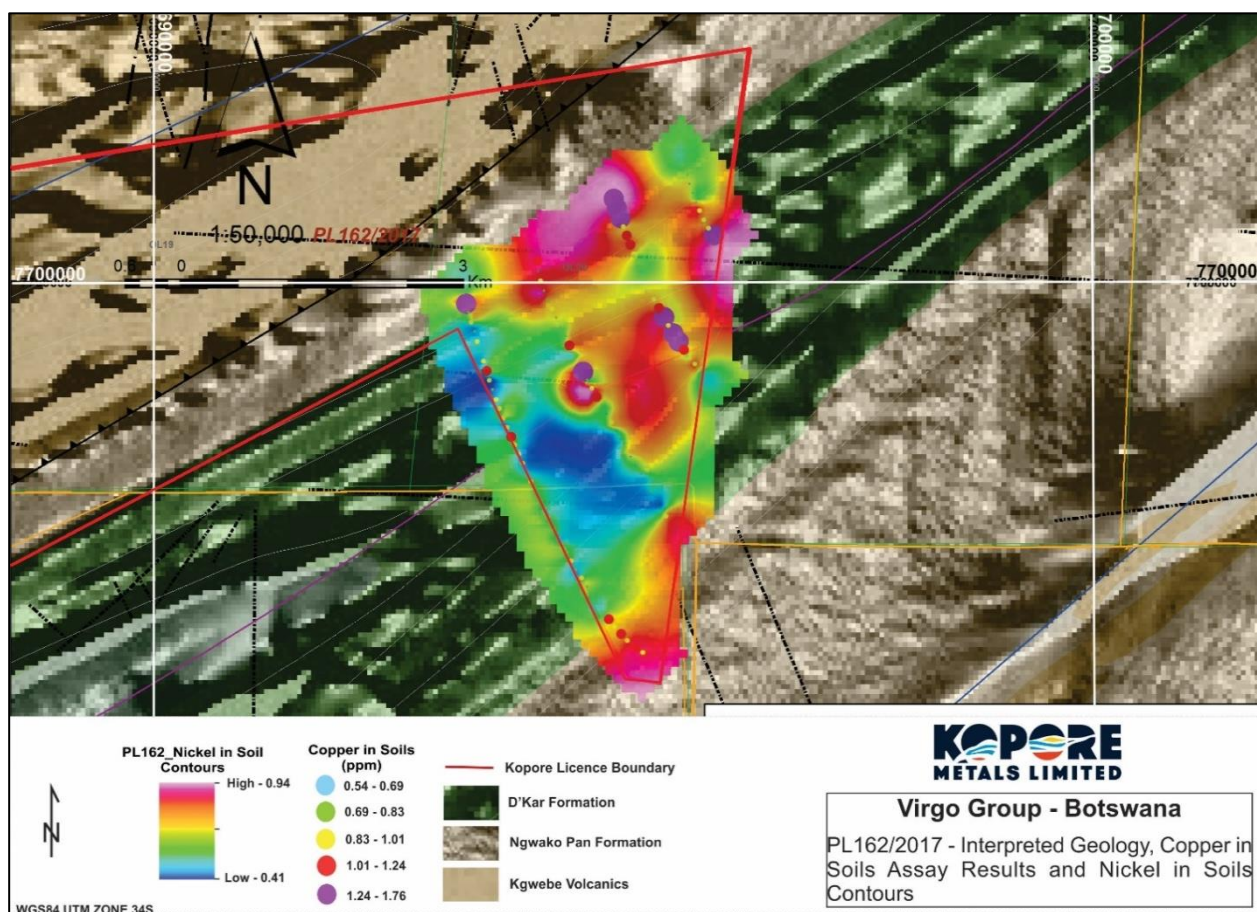 7700000
N
1:50,000 PL162/2017
0 3
Km
7700000
770000
PL162_Nickel in Soil
Contours
High - 0.94
Low - 0.41
Copper in Soils
(ppm)
0.54 - 0.69
0.69 - 0.83
0.83 - 1.01
1.01 - 1.24
1.24 - 1.76
Kopore Licence Boundary
D'Kar Formation
Ngwako Pan Formation
Kgwebe Volcanics
N
WGS84 UTM ZONE 34S
KOPORE
METALS LIMITED
Virgo Group - Botswana
PL162/2017 - Interpreted Geology, Copper in
Soils Assay Results and Nickel in Soils
Contours